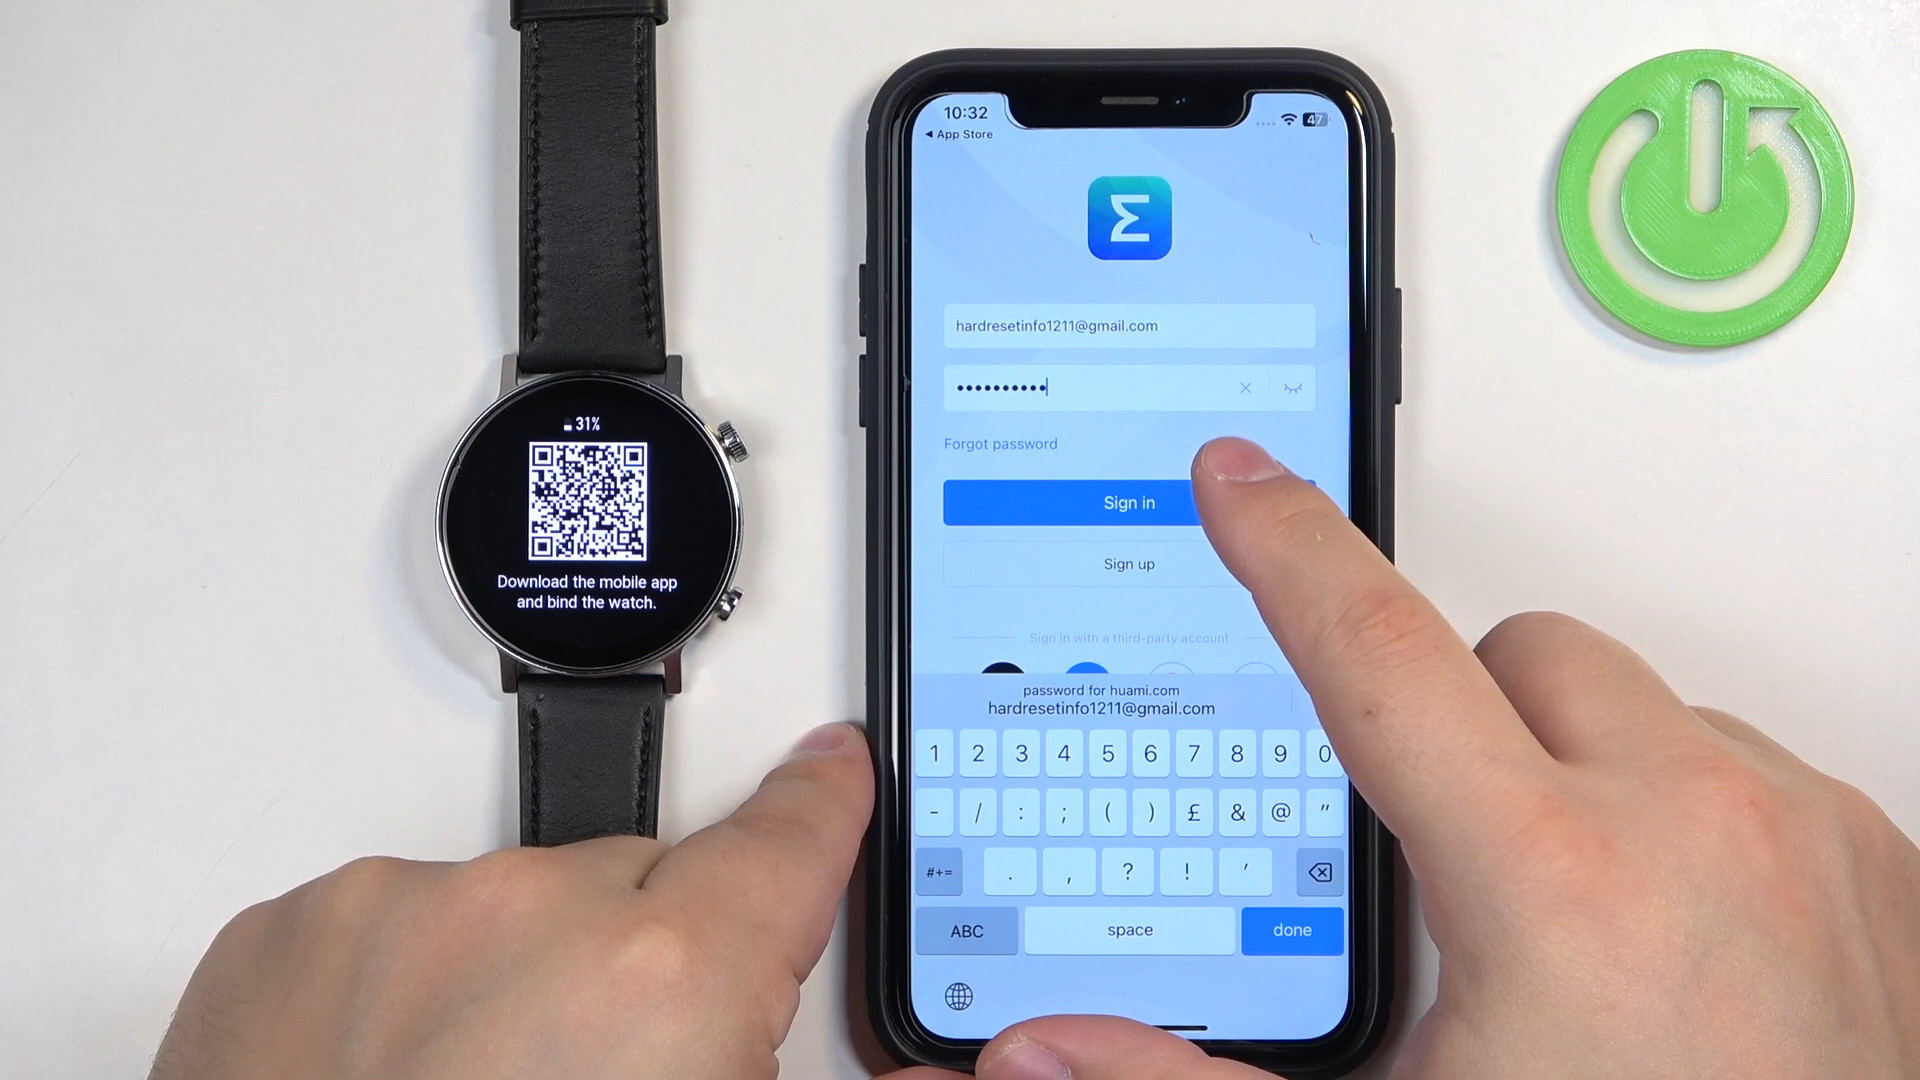 31%
Download the mobile app
and bind the watch.
10:32
47
◀ App Store
hardresetinfo1211@gmail.com
••••••••••
Forgot password
Sign in
Sign up
Sign in with a third-party account
password for huami.com
hardresetinfo1211@gmail.com
1 2 3 4 5 6 7 8 9 0
- / : ; ( ) £ & @ "
#+= . , ? ! '
ABC space done